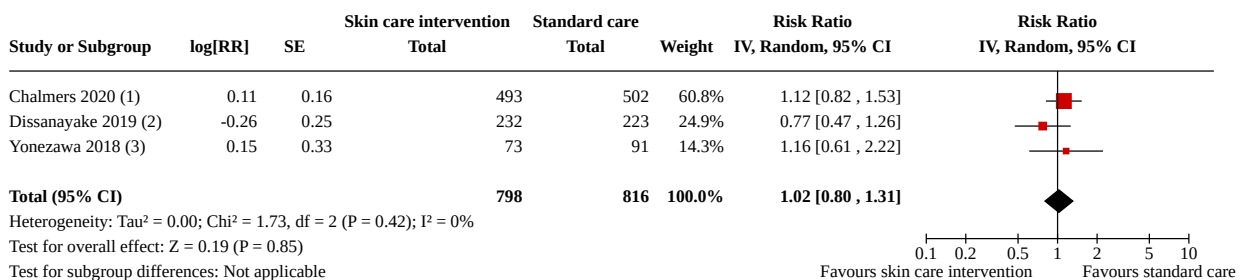 Skin care intervention Standard care Risk Ratio Risk Ratio
Study or Subgroup log[RR] SE Total Total Weight IV, Random, 95% CI IV, Random, 95% CI
Chalmers 2020 (1) 0.11 0.16 493 502 60.8% 1.12 [0.82 , 1.53]
Dissanayake 2019 (2) -0.26 0.25 232 223 24.9% 0.77 [0.47 , 1.26]
Yonezawa 2018 (3) 0.15 0.33 73 91 14.3% 1.16 [0.61 , 2.22]
Total (95% CI) 798 816 100.0% 1.02 [0.80 , 1.31]
Heterogeneity: Tau² = 0.00; Chi² = 1.73, df = 2 (P = 0.42); I² = 0%
Test for overall effect: Z = 0.19 (P = 0.85)
0.1 0.2 0.5 1 2 5 10
Test for subgroup differences: Not applicable Favours skin care intervention Favours standard care